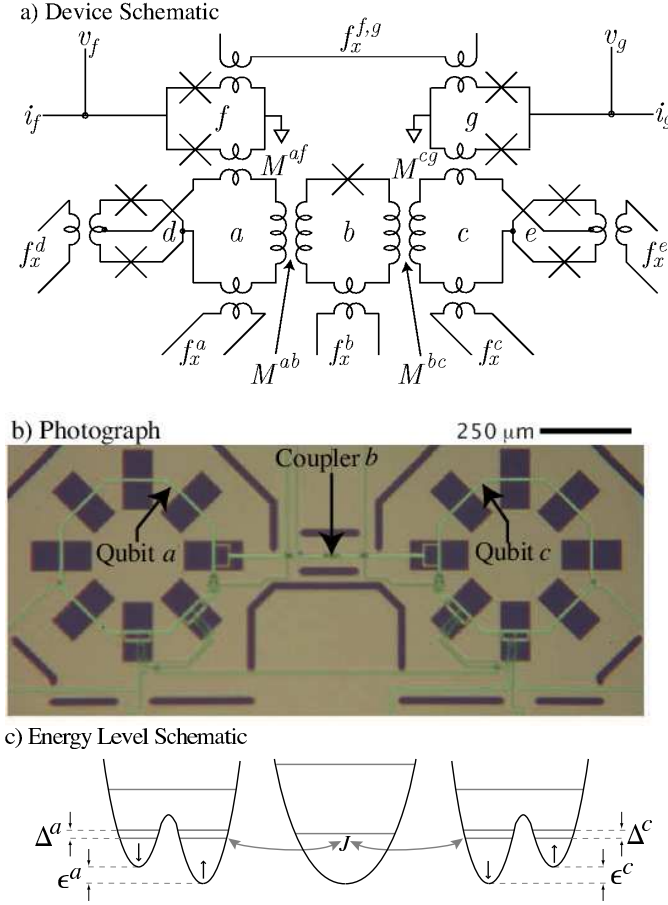 a) Device Schematic
v_f
f_x^{f,g}
v_g
i_f
f
g
i_g
M^{af}
M^{cg}
f_x^d
d
a
b
c
e
f_x^e
f_x^a
M^{ab}
f_x^b
M^{bc}
f_x^c
b) Photograph
250 μm
Coupler b
Qubit a
Qubit c
c) Energy Level Schematic
Δ^a
↓
↑
J
↓
↑
Δ^c
ϵ^a
ϵ^c